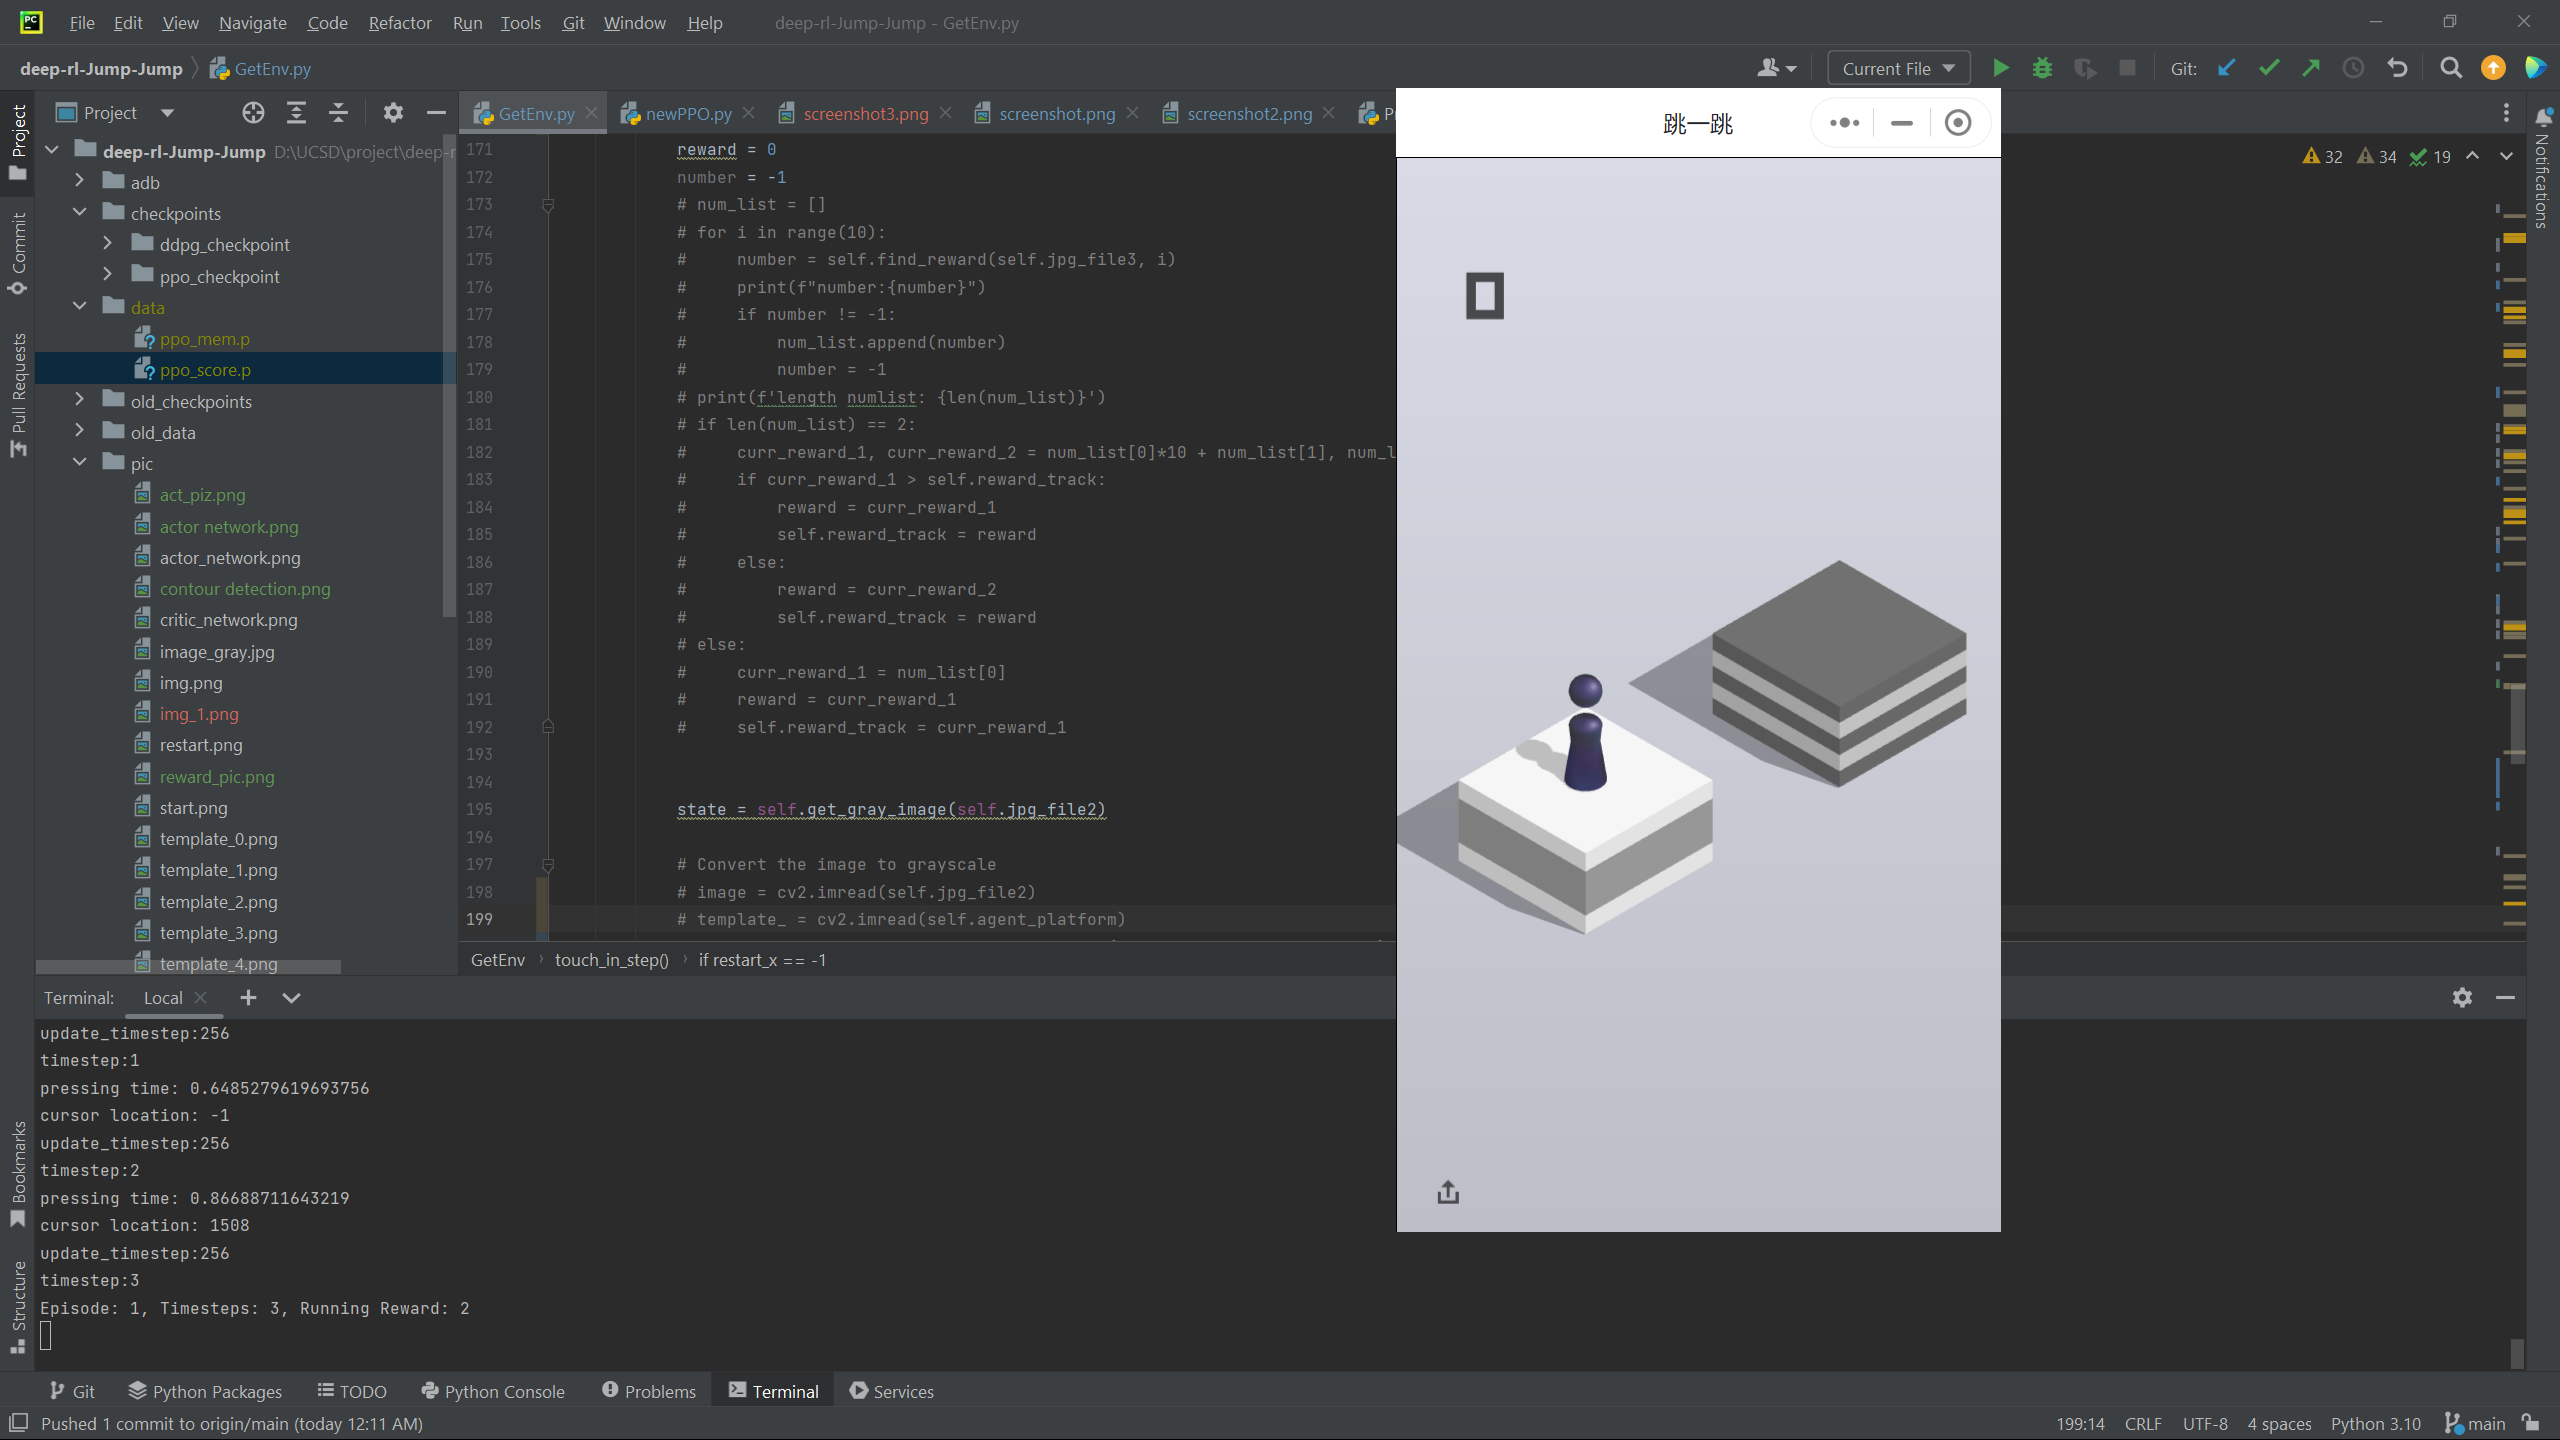 File Edit View Navigate Code Refactor Run Tools Git Window Help deep-rl-Jump-Jump - GetEnv.py
deep-rl-Jump-Jump GetEnv.py Current File Git:
Project
GetEnv.py newPPO.py screenshot3.png screenshot.png screenshot2.png
跳一跳
deep-rl-Jump-Jump D:\UCSD\project\deep-r
adb
checkpoints
ddpg_checkpoint
ppo_checkpoint
data
ppo_mem.p
ppo_score.p
old_checkpoints
old_data
pic
act_piz.png
actor network.png
actor_network.png
contour detection.png
critic_network.png
image_gray.jpg
img.png
img_1.png
restart.png
reward_pic.png
start.png
template_0.png
template_1.png
template_2.png
template_3.png
template_4.png
171 reward = 0
172 number = -1
173 # num_list = []
174 # for i in range(10):
175 #     number = self.find_reward(self.jpg_file3, i)
176 #     print(f"number:{number}")
177 #     if number != -1:
178 #         num_list.append(number)
179 #         number = -1
180 # print(f'length numlist: {len(num_list)}')
181 # if len(num_list) == 2:
182 #     curr_reward_1, curr_reward_2 = num_list[0]*10 + num_list[1], num_l
183 #     if curr_reward_1 > self.reward_track:
184 #         reward = curr_reward_1
185 #         self.reward_track = reward
186 #     else:
187 #         reward = curr_reward_2
188 #         self.reward_track = reward
189 # else:
190 #     curr_reward_1 = num_list[0]
191 #     reward = curr_reward_1
192 #     self.reward_track = curr_reward_1
193
194
195 state = self.get_gray_image(self.jpg_file2)
196
197 # Convert the image to grayscale
198 # image = cv2.imread(self.jpg_file2)
199 # template_ = cv2.imread(self.agent_platform)
32 34 19
0
GetEnv touch_in_step() if restart_x == -1
Project
Commit
Pull Requests
Bookmarks
Structure
Notifications
Terminal: Local
update_timestep:256
timestep:1
pressing time: 0.6485279619693756
cursor location: -1
update_timestep:256
timestep:2
pressing time: 0.86688711643219
cursor location: 1508
update_timestep:256
timestep:3
Episode: 1, Timesteps: 3, Running Reward: 2
Git Python Packages TODO Python Console Problems Terminal Services
Pushed 1 commit to origin/main (today 12:11 AM) 199:14 CRLF UTF-8 4 spaces Python 3.10 main